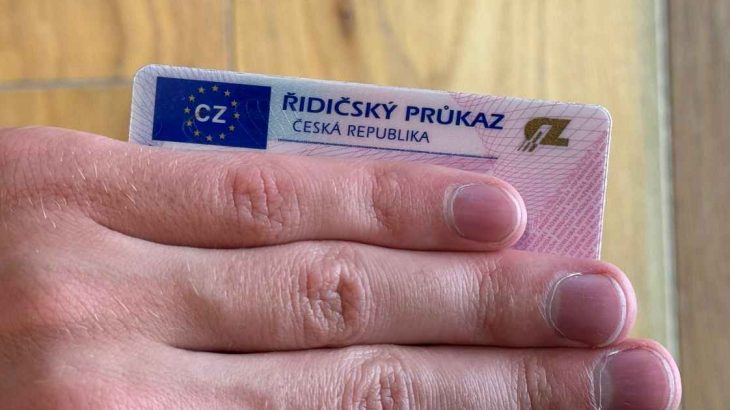 CZ
ŘIDIČSKÝ PRŮKAZ
ČESKÁ REPUBLIKA
CZ